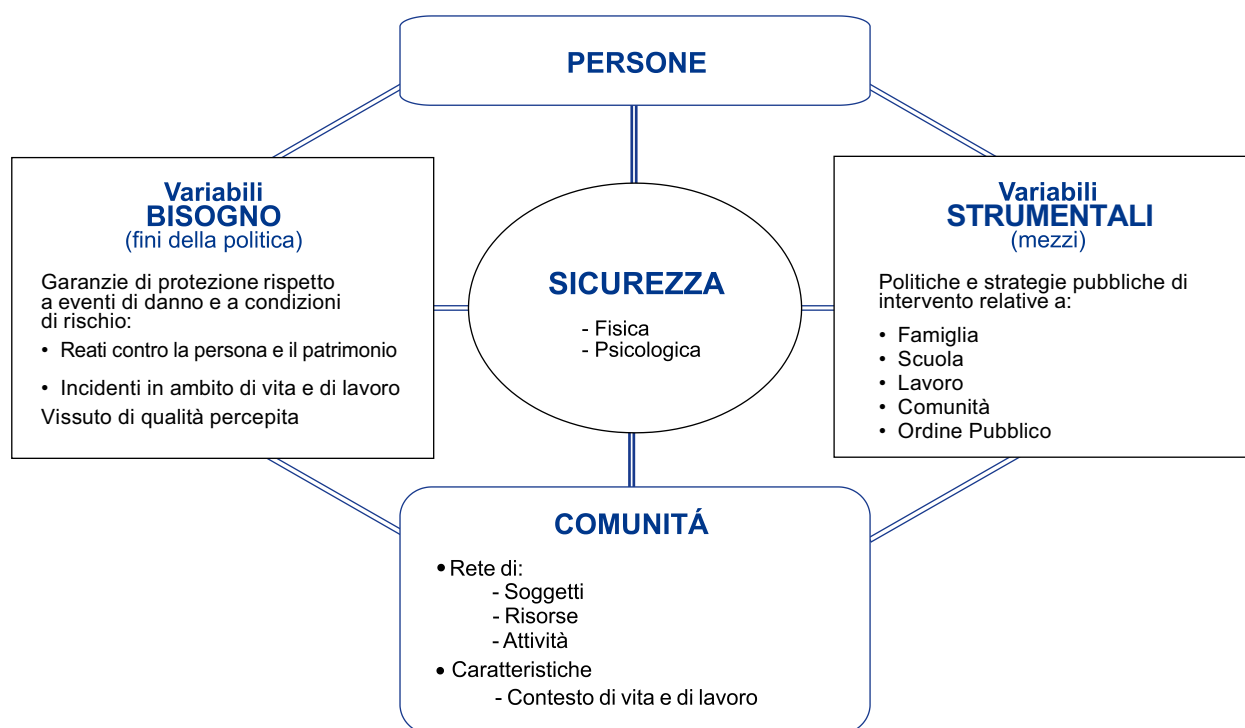 PERSONE
Variabili
BISOGNO
(fini della politica)
Garanzie di protezione rispetto
a eventi di danno e a condizioni
di rischio:
• Reati contro la persona e il patrimonio
• Incidenti in ambito di vita e di lavoro
Vissuto di qualità percepita
SICUREZZA
- Fisica
- Psicologica
Variabili
STRUMENTALI
(mezzi)
Politiche e strategie pubbliche di
intervento relative a:
• Famiglia
• Scuola
• Lavoro
• Comunità
• Ordine Pubblico
COMUNITÁ
• Rete di:
- Soggetti
- Risorse
- Attività
• Caratteristiche
- Contesto di vita e di lavoro